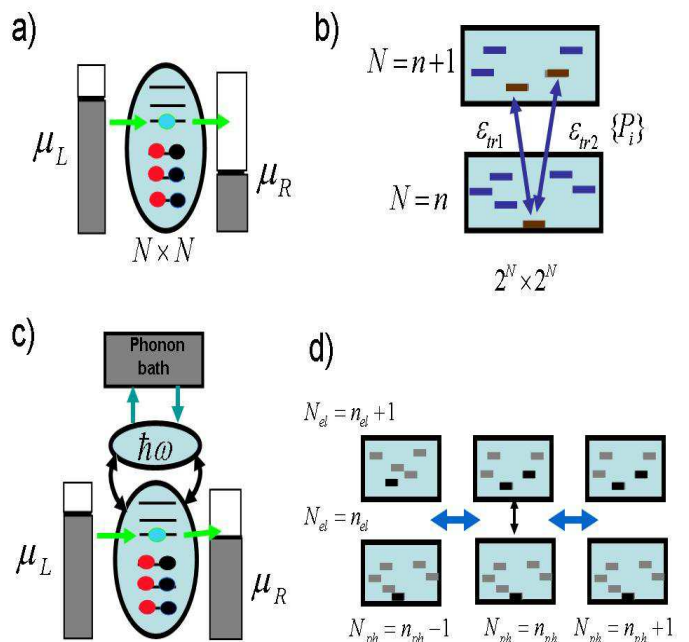 a)
μ_L
μ_R
N × N
b)
N = n+1
ε_tr1
ε_tr2
{P_i}
N = n
2^N × 2^N
c)
Phonon
bath
ħω
μ_L
μ_R
d)
N_el = n_el + 1
N_el = n_el
N_ph = n_ph - 1
N_ph = n_ph
N_ph = n_ph + 1